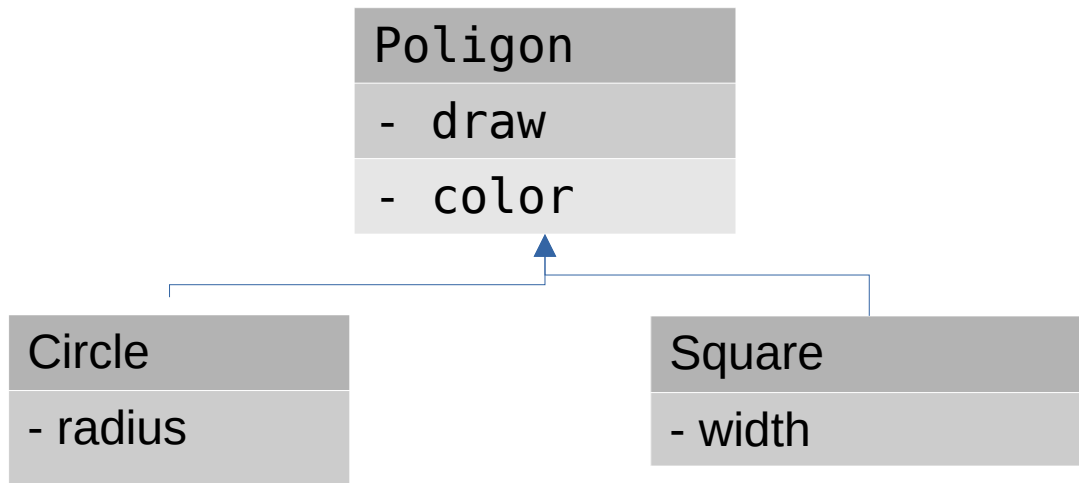 Poligon
- draw
- color
Circle
- radius
Square
- width